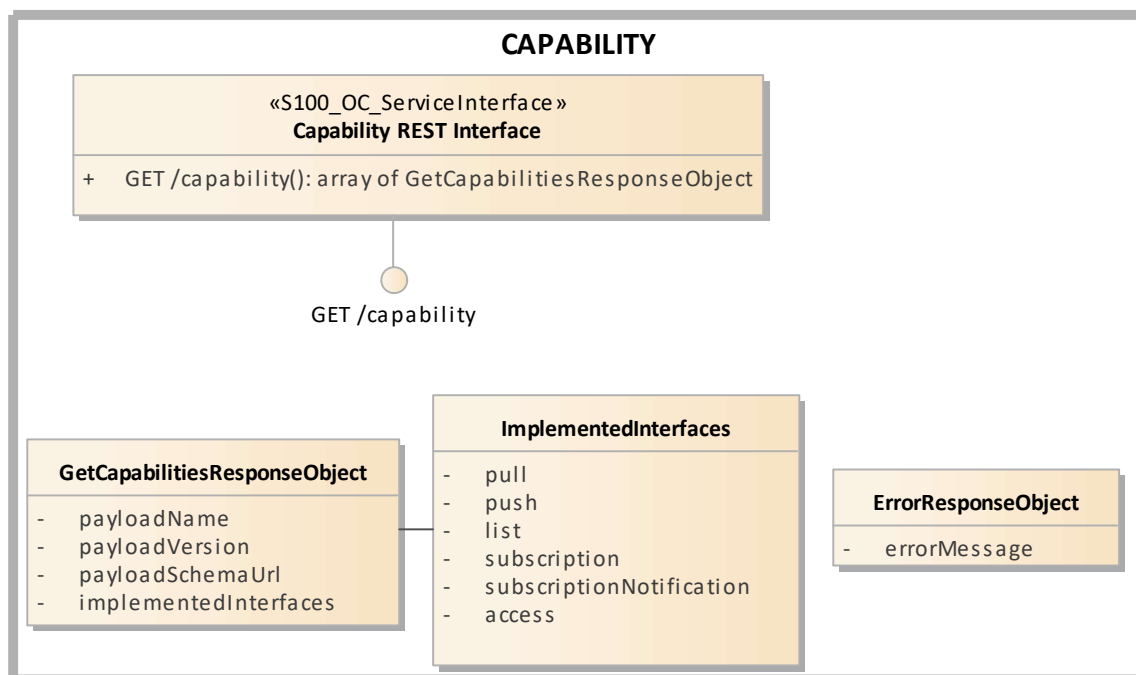 CAPABILITY
«S100_OC_ServiceInterface»
Capability REST Interface
+ GET /capability(): array of GetCapabilitiesResponseObject
GET /capability
GetCapabilitiesResponseObject
- payloadName
- payloadVersion
- payloadSchemaUrl
- implementedInterfaces
ImplementedInterfaces
- pull
- push
- list
- subscription
- subscriptionNotification
- access
ErrorResponseObject
- errorMessage